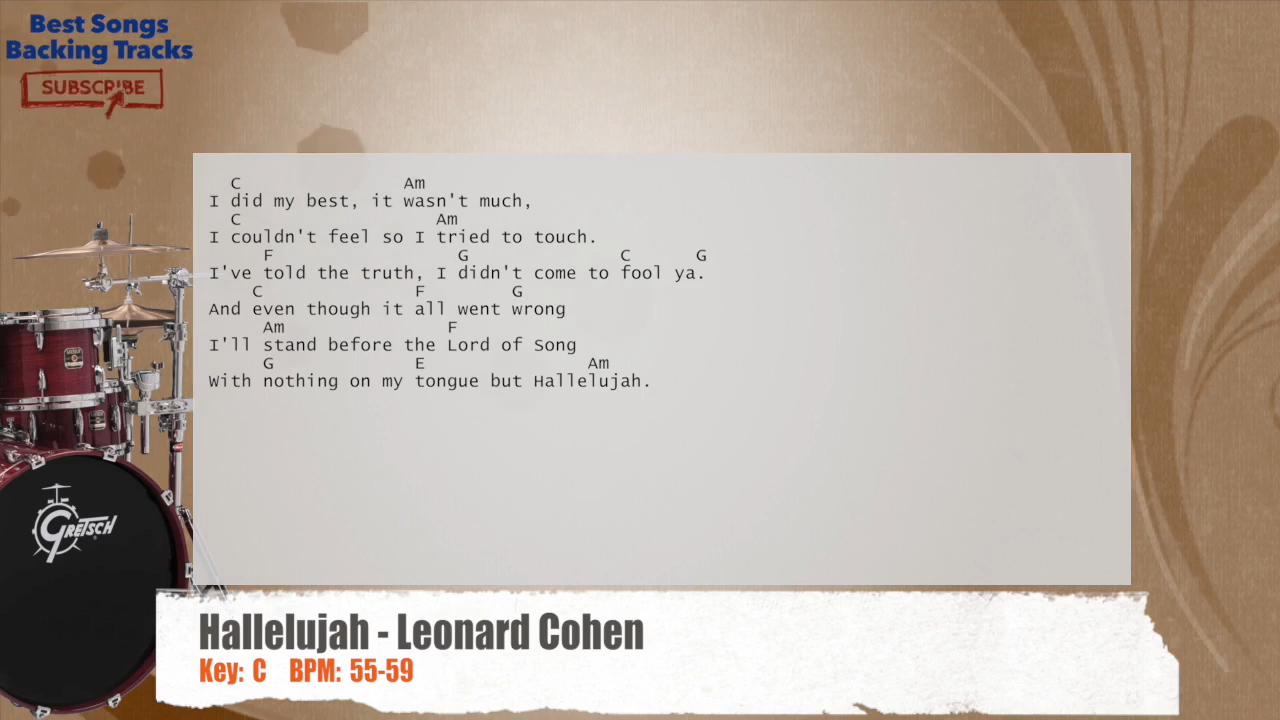 Best Songs
Backing Tracks
SUBSCRIBE
C Am
I did my best, it wasn't much,
C Am
I couldn't feel so I tried to touch.
F G C G
I've told the truth, I didn't come to fool ya.
C F G
And even though it all went wrong
Am F
I'll stand before the Lord of Song
G E Am
With nothing on my tongue but Hallelujah.
GRETSCH
Hallelujah - Leonard Cohen
Key: C BPM: 55-59